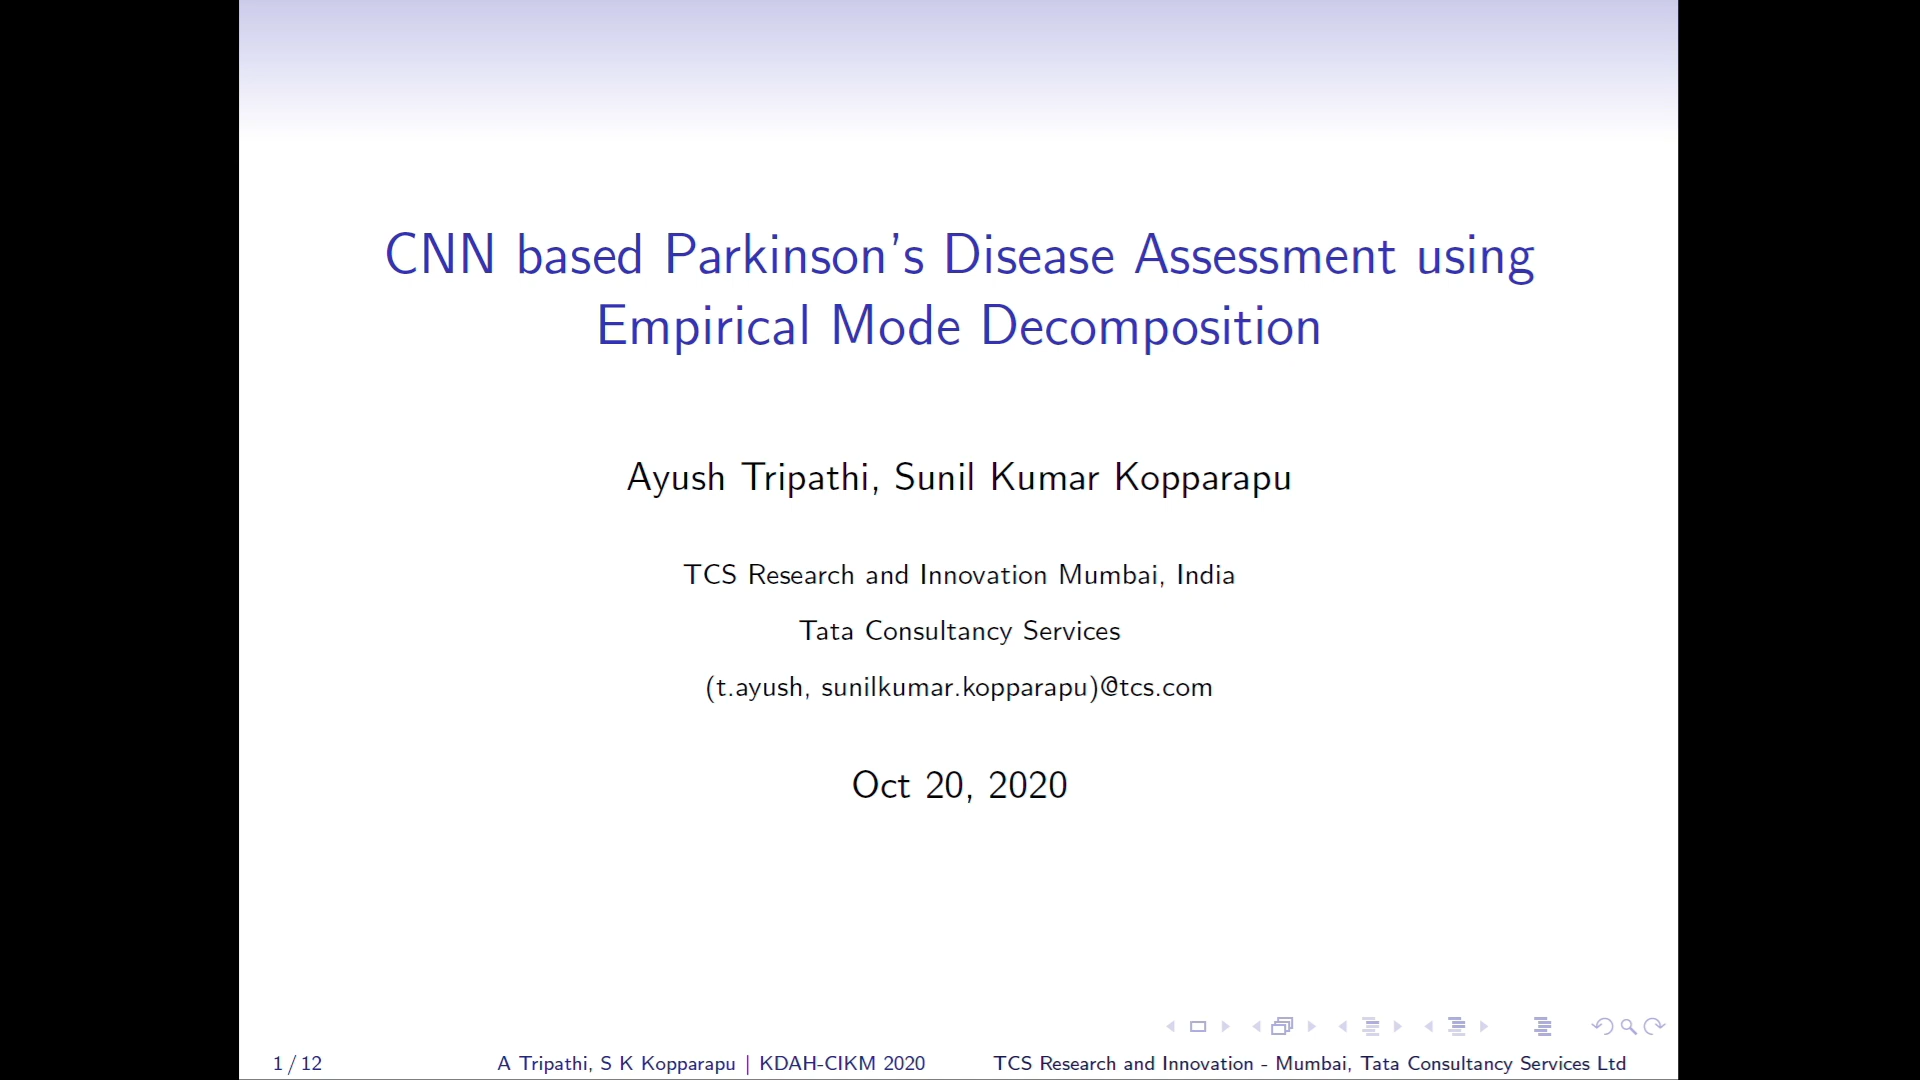 CNN based Parkinson's Disease Assessment using
Empirical Mode Decomposition
Ayush Tripathi, Sunil Kumar Kopparapu
TCS Research and Innovation Mumbai, India
Tata Consultancy Services
(t.ayush, sunilkumar.kopparapu)@tcs.com
Oct 20, 2020
1 / 12 A Tripathi, S K Kopparapu | KDAH-CIKM 2020 TCS Research and Innovation - Mumbai, Tata Consultancy Services Ltd